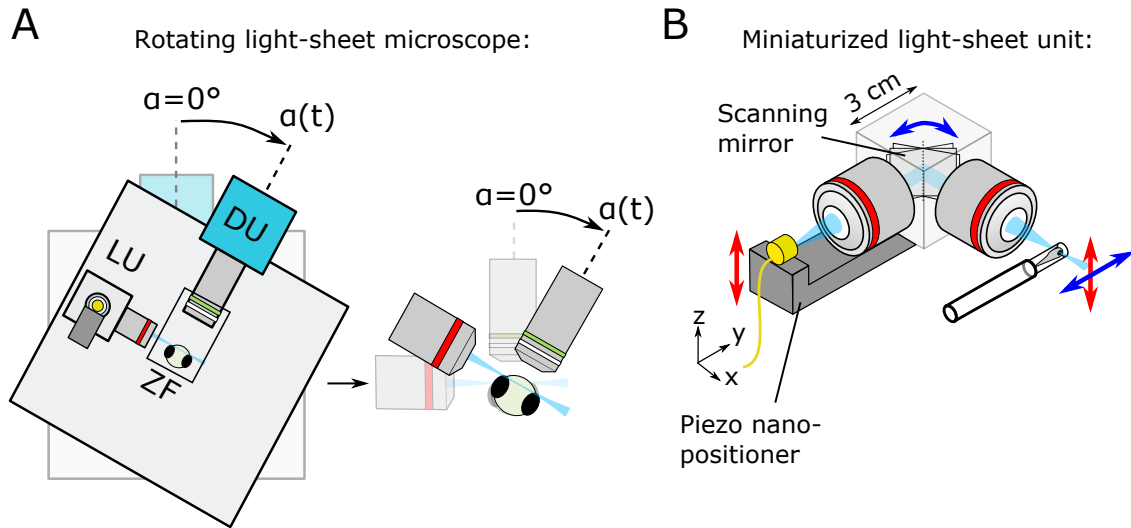 A
Rotating light-sheet microscope:
ɑ=0°
ɑ(t)
DU
LU
ZF
ɑ=0°
ɑ(t)
B
Miniaturized light-sheet unit:
3 cm
Scanning
mirror
z
y
x
Piezo nano-
positioner